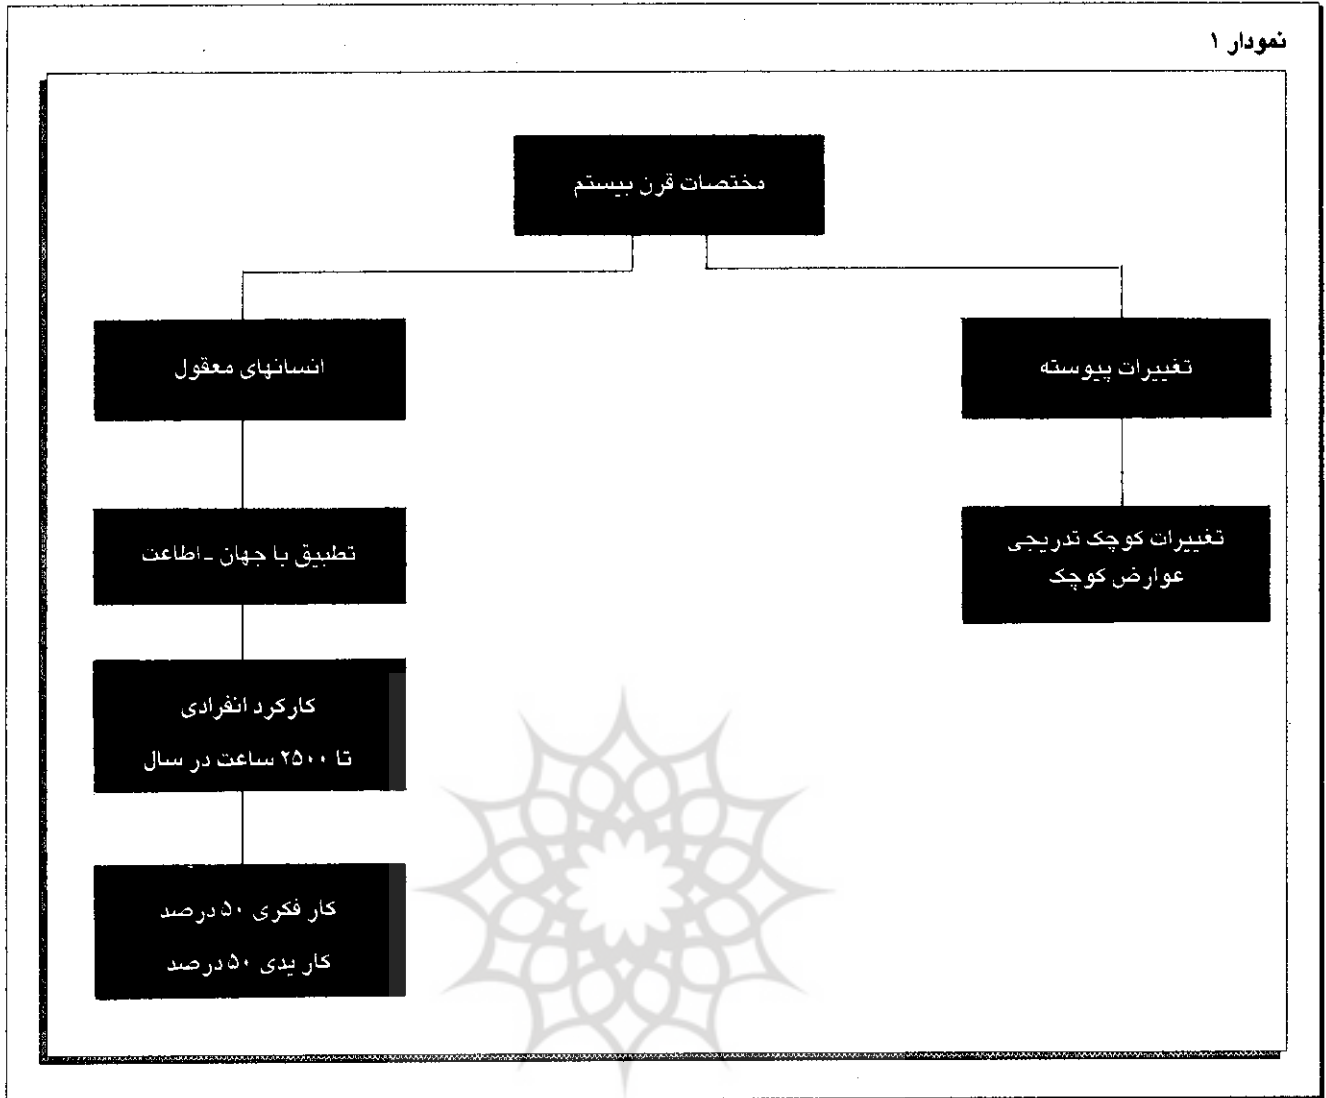 نمودار ۱
مختصات قرن بیستم
تغییرات پیوسته
تغییرات کوچک تدریجی
عوارض کوچک
انسانهای معقول
تطبیق با جهان ـ اطاعت
کارکرد انفرادی
تا ۲۵۰۰ ساعت در سال
کار فکری ۵۰ درصد
کار یدی ۵۰ درصد